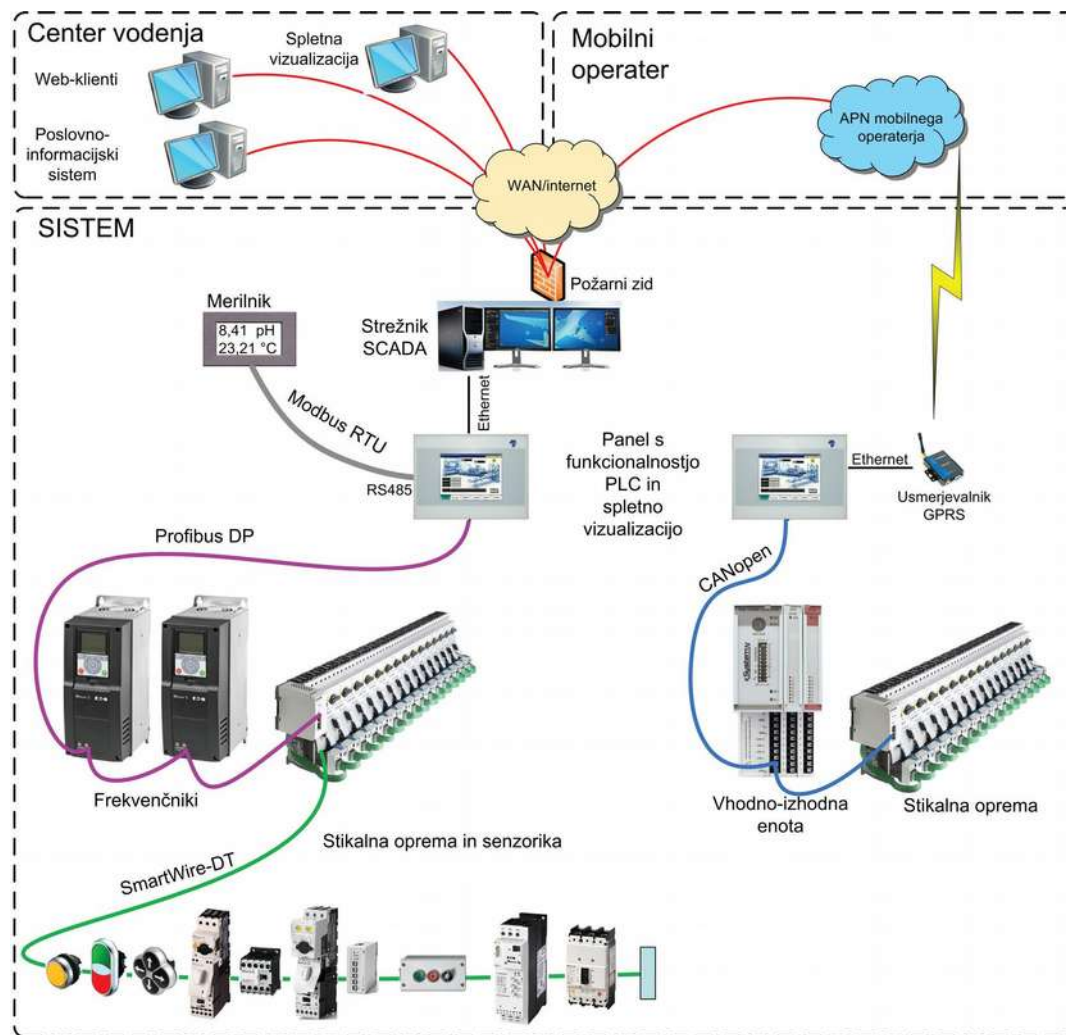 Center vodenja
Spletna
vizualizacija
Web-klienti
Poslovno-
informacijski
sistem
Mobilni
operater
APN mobilnega
operaterja
WAN/internet
SISTEM
Požarni zid
Merilnik
8,41 pH
23,21 °C
Strežnik
SCADA
Ethernet
Modbus RTU
RS485
Panel s
funkcionalnostjo
PLC in
spletno
vizualizacijo
Ethernet
Usmerjevalnik
GPRS
Profibus DP
CANopen
Frekvenčniki
Vhodno-izhodna
enota
Stikalna oprema
Stikalna oprema in senzorika
SmartWire-DT